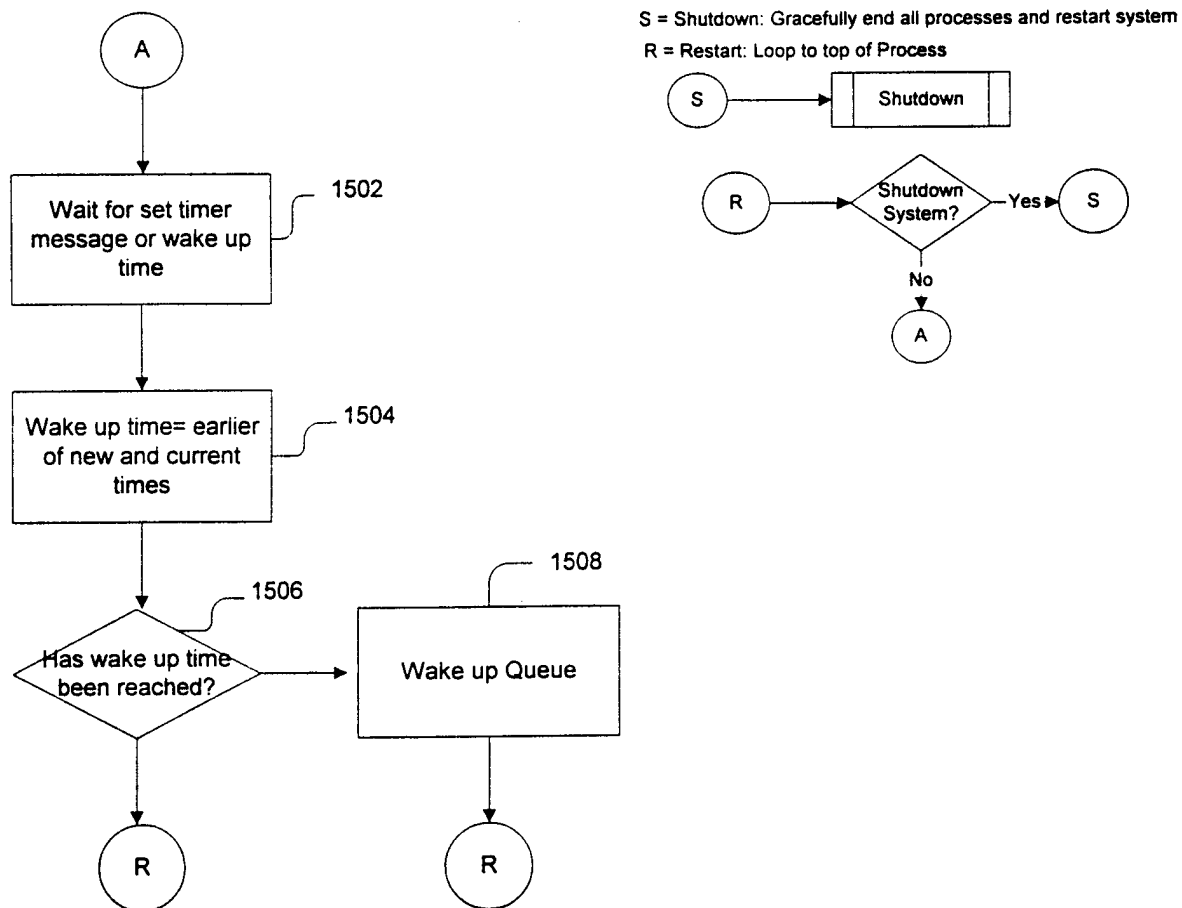 S = Shutdown: Gracefully end all processes and restart system
R = Restart: Loop to top of Process
S
Shutdown
R
Shutdown
System?
Yes
S
No
A
A
Wait for set timer
message or wake up
time
1502
Wake up time= earlier
of new and current
times
1504
Has wake up time
been reached?
1506
Wake up Queue
1508
R
R